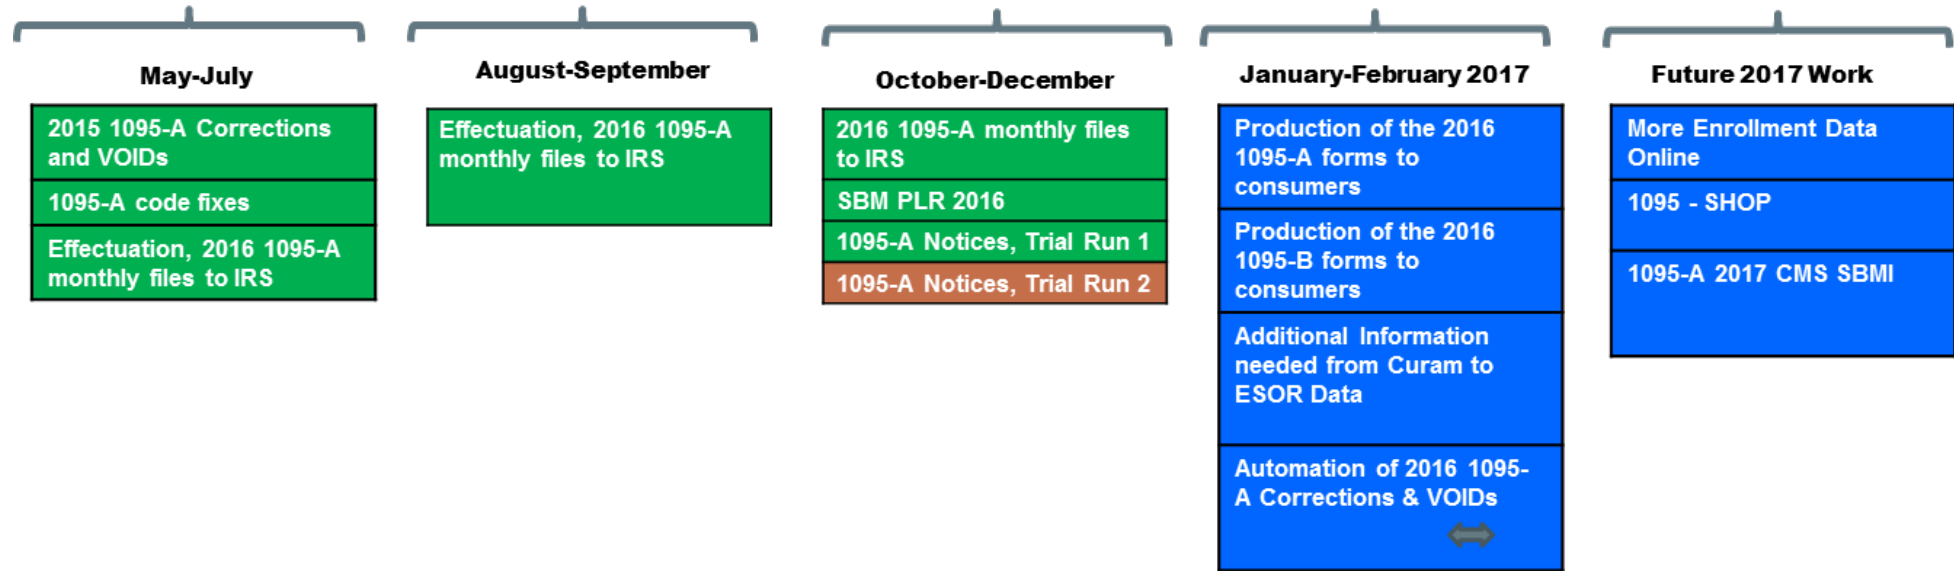 May-July
2015 1095-A Corrections
and VOIDs
1095-A code fixes
Effectuation, 2016 1095-A
monthly files to IRS
August-September
Effectuation, 2016 1095-A
monthly files to IRS
October-December
2016 1095-A monthly files
to IRS
SBM PLR 2016
1095-A Notices, Trial Run 1
1095-A Notices, Trial Run 2
January-February 2017
Production of the 2016
1095-A forms to
consumers
Production of the 2016
1095-B forms to
consumers
Additional Information
needed from Curam to
ESOR Data
Automation of 2016 1095-
A Corrections & VOIDs
Future 2017 Work
More Enrollment Data
Online
1095 - SHOP
1095-A 2017 CMS SBMI